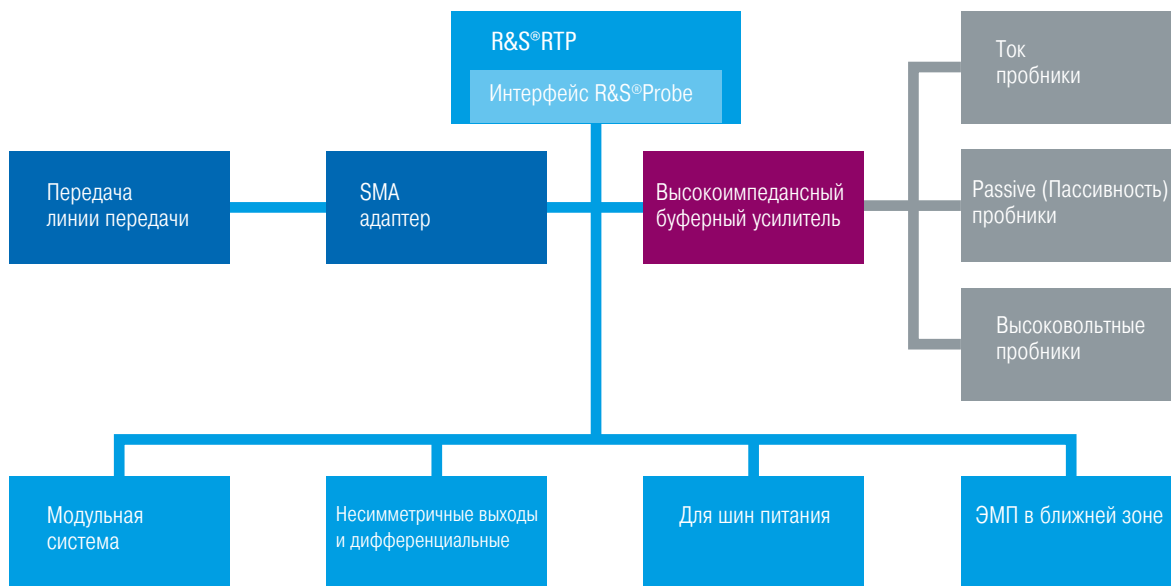 R&S®RTP
Интерфейс R&S®Probe
Ток
пробники
Передача
линии передачи
SMA
адаптер
Высокоимпедансный
буферный усилитель
Passive (Пассивность)
пробники
Высоковольтные
пробники
Модульная
система
Несимметричные выходы
и дифференциальные
Для шин питания
ЭМП в ближней зоне